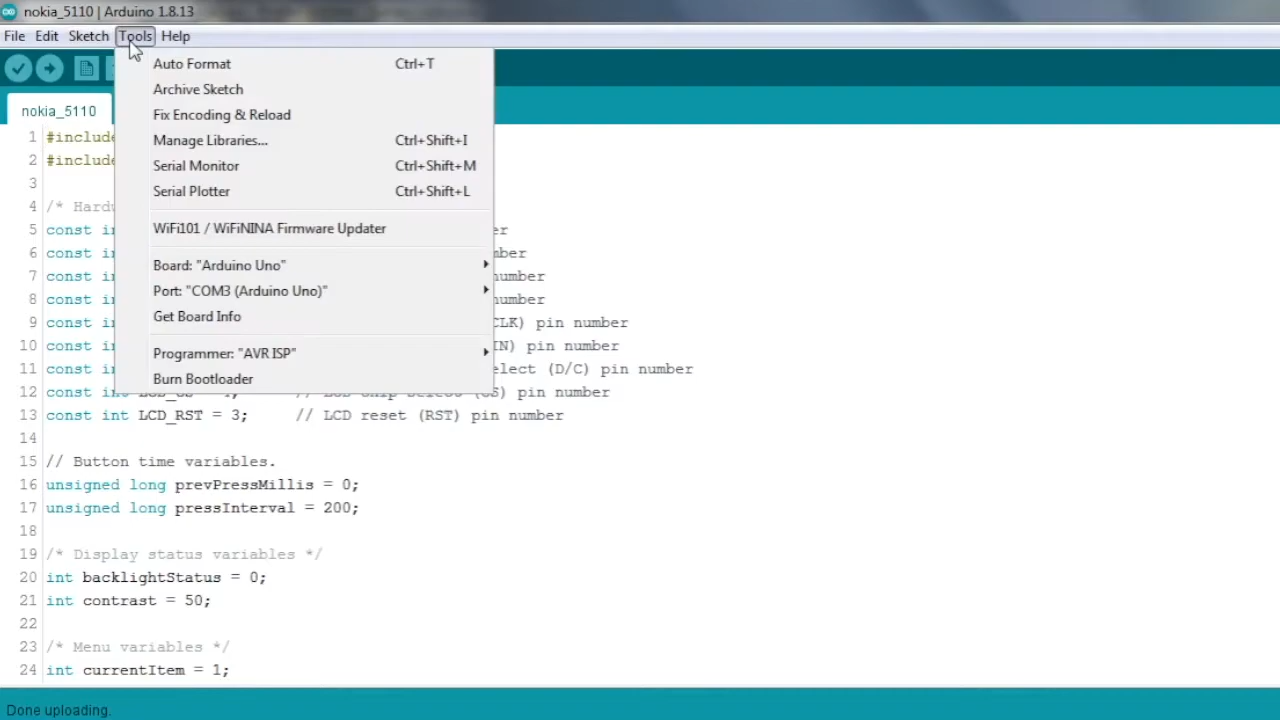 nokia_5110 | Arduino 1.8.13
File Edit Sketch Tools Help
Auto Format Ctrl+T
Archive Sketch
Fix Encoding & Reload
Manage Libraries... Ctrl+Shift+I
Serial Monitor Ctrl+Shift+M
Serial Plotter Ctrl+Shift+L
WiFi101 / WiFiNINA Firmware Updater
Board: "Arduino Uno"
Port: "COM3 (Arduino Uno)"
Get Board Info
Programmer: "AVR ISP"
Burn Bootloader
nokia_5110
1 #include
2 #include
3
4 /*
5 const
6 const
7 const
8 const
9 const CLK) pin number
10 const IN) pin number
11 const elect (D/C) pin number
12 const pin number
13 const int LCD_RST = 3; // LCD reset (RST) pin number
14
15 // Button time variables.
16 unsigned long prevPressMillis = 0;
17 unsigned long pressInterval = 200;
18
19 /* Display status variables */
20 int backlightStatus = 0;
21 int contrast = 50;
22
23 /* Menu variables */
24 int currentItem = 1;
Done uploading.